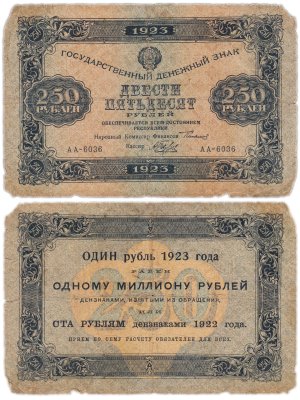 1923
ГОСУДАРСТВЕННЫЙ ДЕНЕЖНЫЙ ЗНАК
250
РУБЛЕЙ
ДВЕСТИ
ПЯТЬДЕСЯТ
РУБЛЕЙ
250
РУБЛЕЙ
ОБЕСПЕЧИВАЕТСЯ ВСЕМ ДОСТОЯНИЕМ
РЕСПУБЛИКИ
Народный Комиссар Финансов
АА-6036
Кассир
АА-6036
1923
250
ОДИН рубль 1923 года
РАВЕН
ОДНОМУ МИЛЛИОНУ РУБЛЕЙ
ДЕНЗНАКАМИ, ИЗЪЯТЫМИ ИЗ ОБРАЩЕНИЯ,
ИЛИ
СТА РУБЛЯМ дензнаками 1922 года.
ПРИЕМ ПО СЕМУ РАСЧЕТУ ОБЯЗАТЕЛЕН ДЛЯ ВСЕХ.